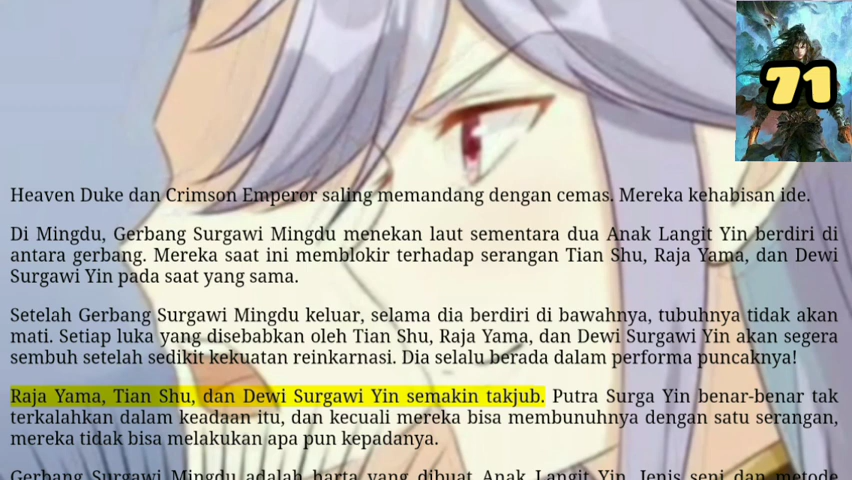 71
Heaven Duke dan Crimson Emperor saling memandang dengan cemas. Mereka kehabisan ide.
Di Mingdu, Gerbang Surgawi Mingdu menekan laut sementara dua Anak Langit Yin berdiri di
antara gerbang. Mereka saat ini memblokir terhadap serangan Tian Shu, Raja Yama, dan Dewi
Surgawi Yin pada saat yang sama.
Setelah Gerbang Surgawi Mingdu keluar, selama dia berdiri di bawahnya, tubuhnya tidak akan
mati. Setiap luka yang disebabkan oleh Tian Shu, Raja Yama, dan Dewi Surgawi Yin akan segera
sembuh setelah sedikit kekuatan reinkarnasi. Dia selalu berada dalam performa puncaknya!
Raja Yama, Tian Shu, dan Dewi Surgawi Yin semakin takjub. Putra Surga Yin benar-benar tak
terkalahkan dalam keadaan itu, dan kecuali mereka bisa membunuhnya dengan satu serangan,
mereka tidak bisa melakukan apa pun kepadanya.
Gerbang Surgawi Mingdu adalah harta yang dibuat Anak Langit Yin. Jenis seni dan metode